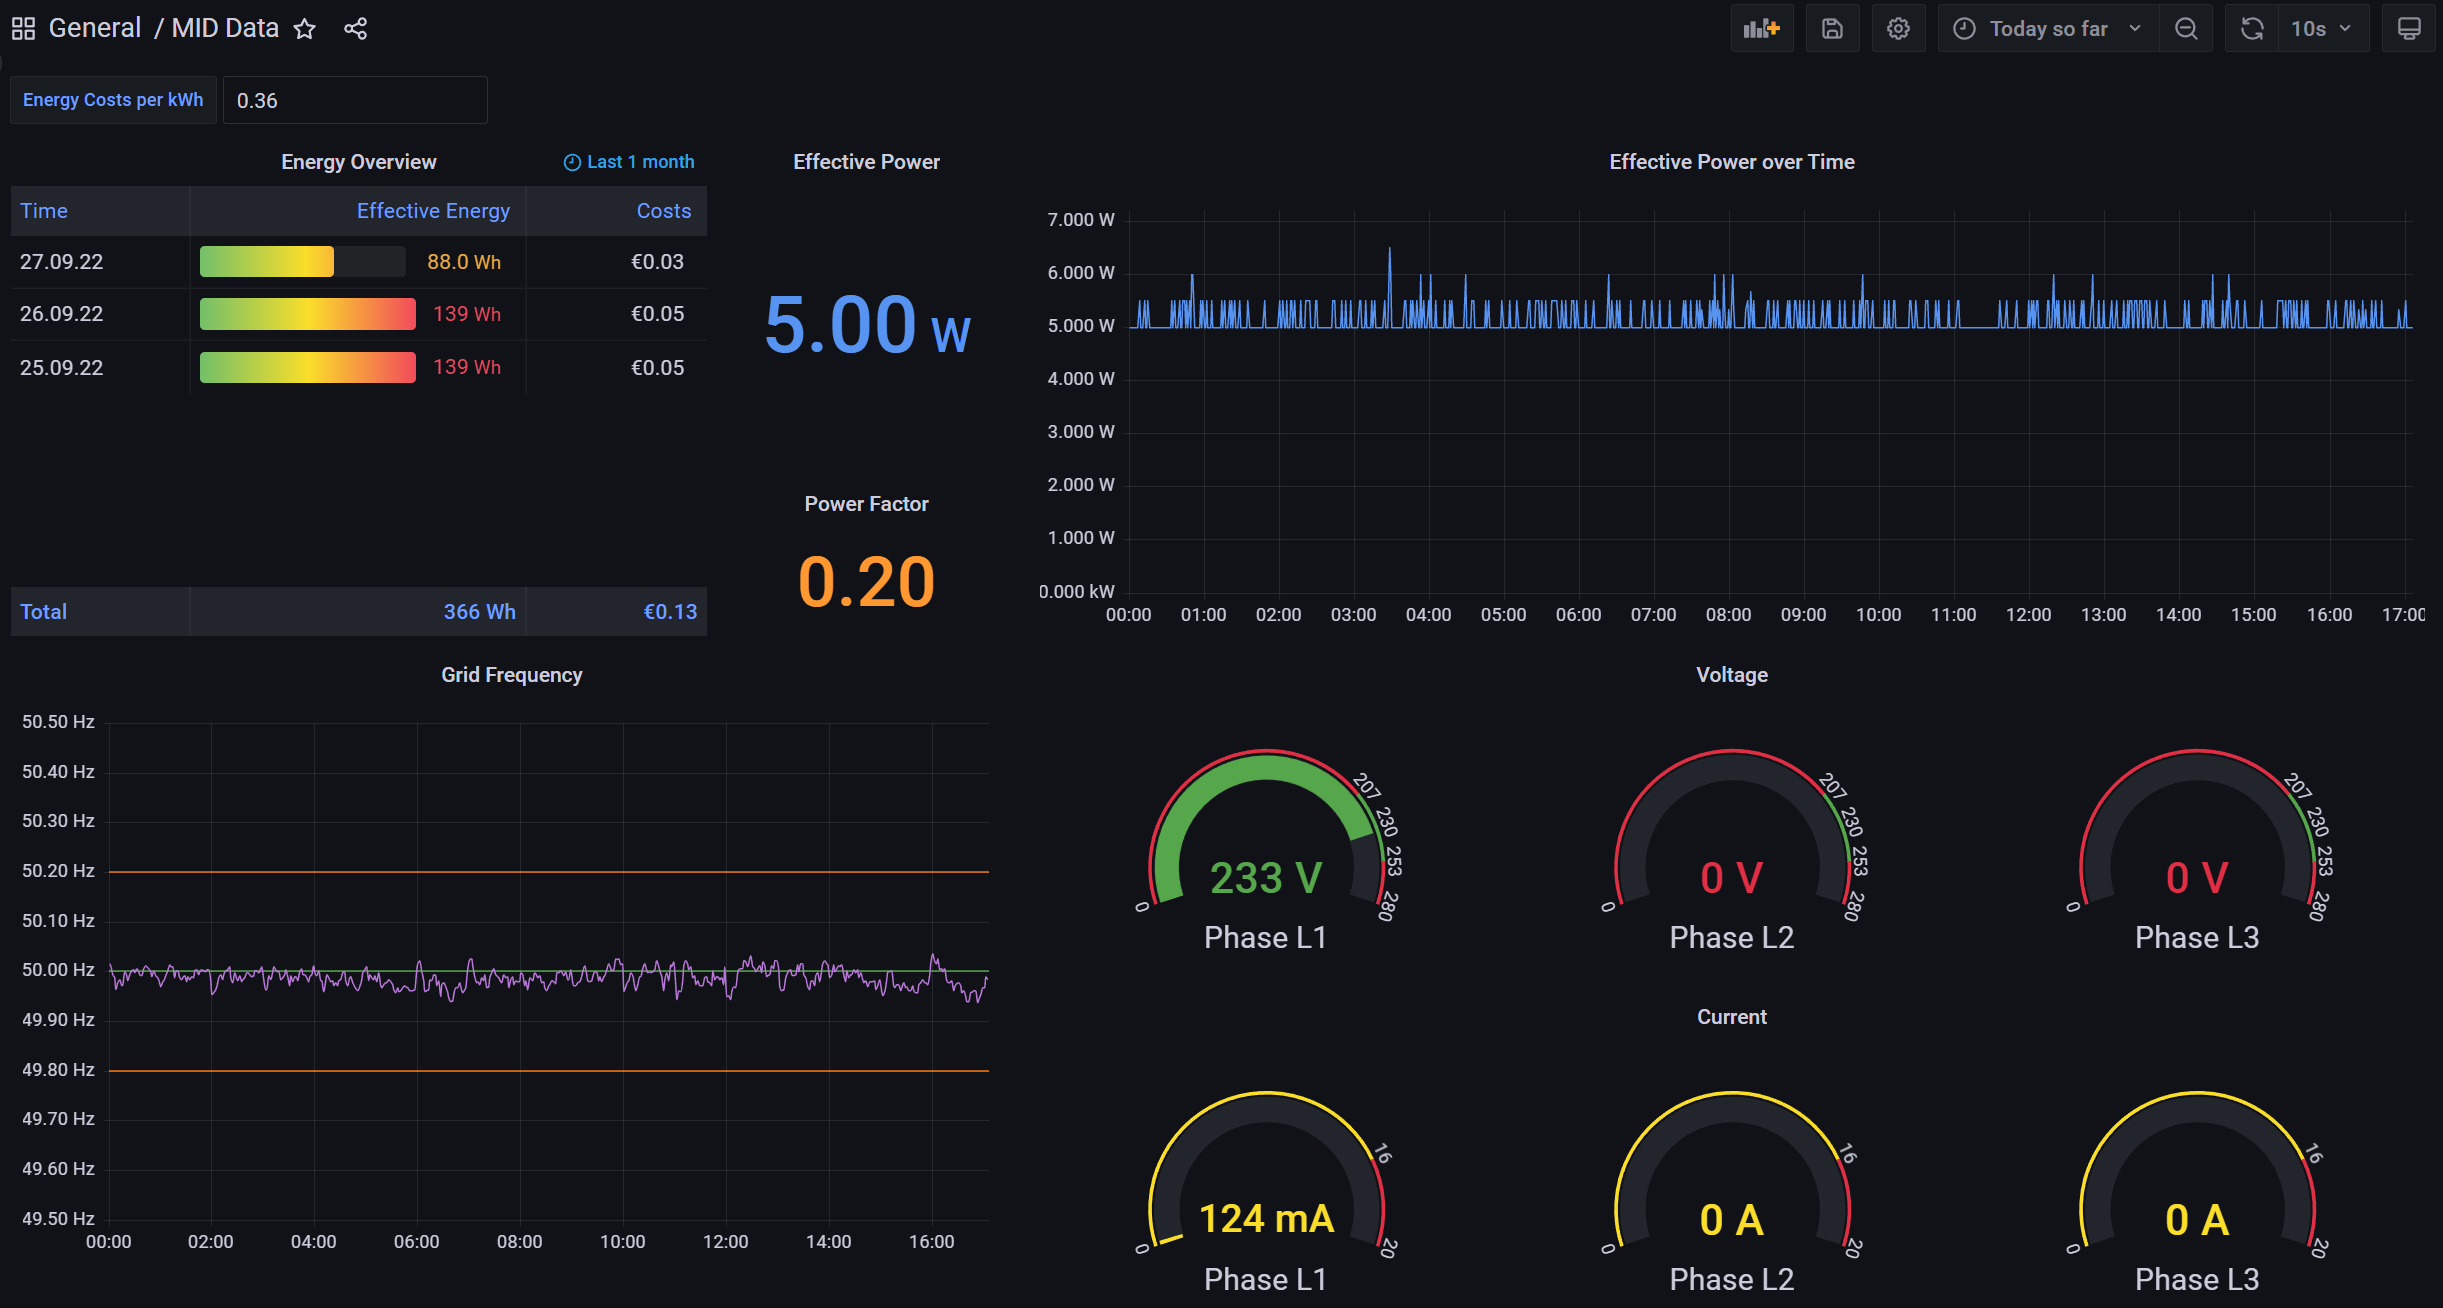 General / MID Data
Today so far
10s
Energy Costs per kWh
0.36
Energy Overview
Last 1 month
Time Effective Energy Costs
27.09.22 88.0 Wh €0.03
26.09.22 139 Wh €0.05
25.09.22 139 Wh €0.05
Total 366 Wh €0.13
Effective Power
5.00 W
Power Factor
0.20
Effective Power over Time
7.000 W
6.000 W
5.000 W
4.000 W
3.000 W
2.000 W
1.000 W
0.000 kW
00:00 01:00 02:00 03:00 04:00 05:00 06:00 07:00 08:00 09:00 10:00 11:00 12:00 13:00 14:00 15:00 16:00 17:00
Grid Frequency
50.50 Hz
50.40 Hz
50.30 Hz
50.20 Hz
50.10 Hz
50.00 Hz
49.90 Hz
49.80 Hz
49.70 Hz
49.60 Hz
49.50 Hz
00:00 02:00 04:00 06:00 08:00 10:00 12:00 14:00 16:00
Voltage
0 207 230 253 280
233 V
Phase L1
0 207 230 253 280
0 V
Phase L2
0 207 230 253 280
0 V
Phase L3
Current
0 16 20
124 mA
Phase L1
0 16 20
0 A
Phase L2
0 16 20
0 A
Phase L3